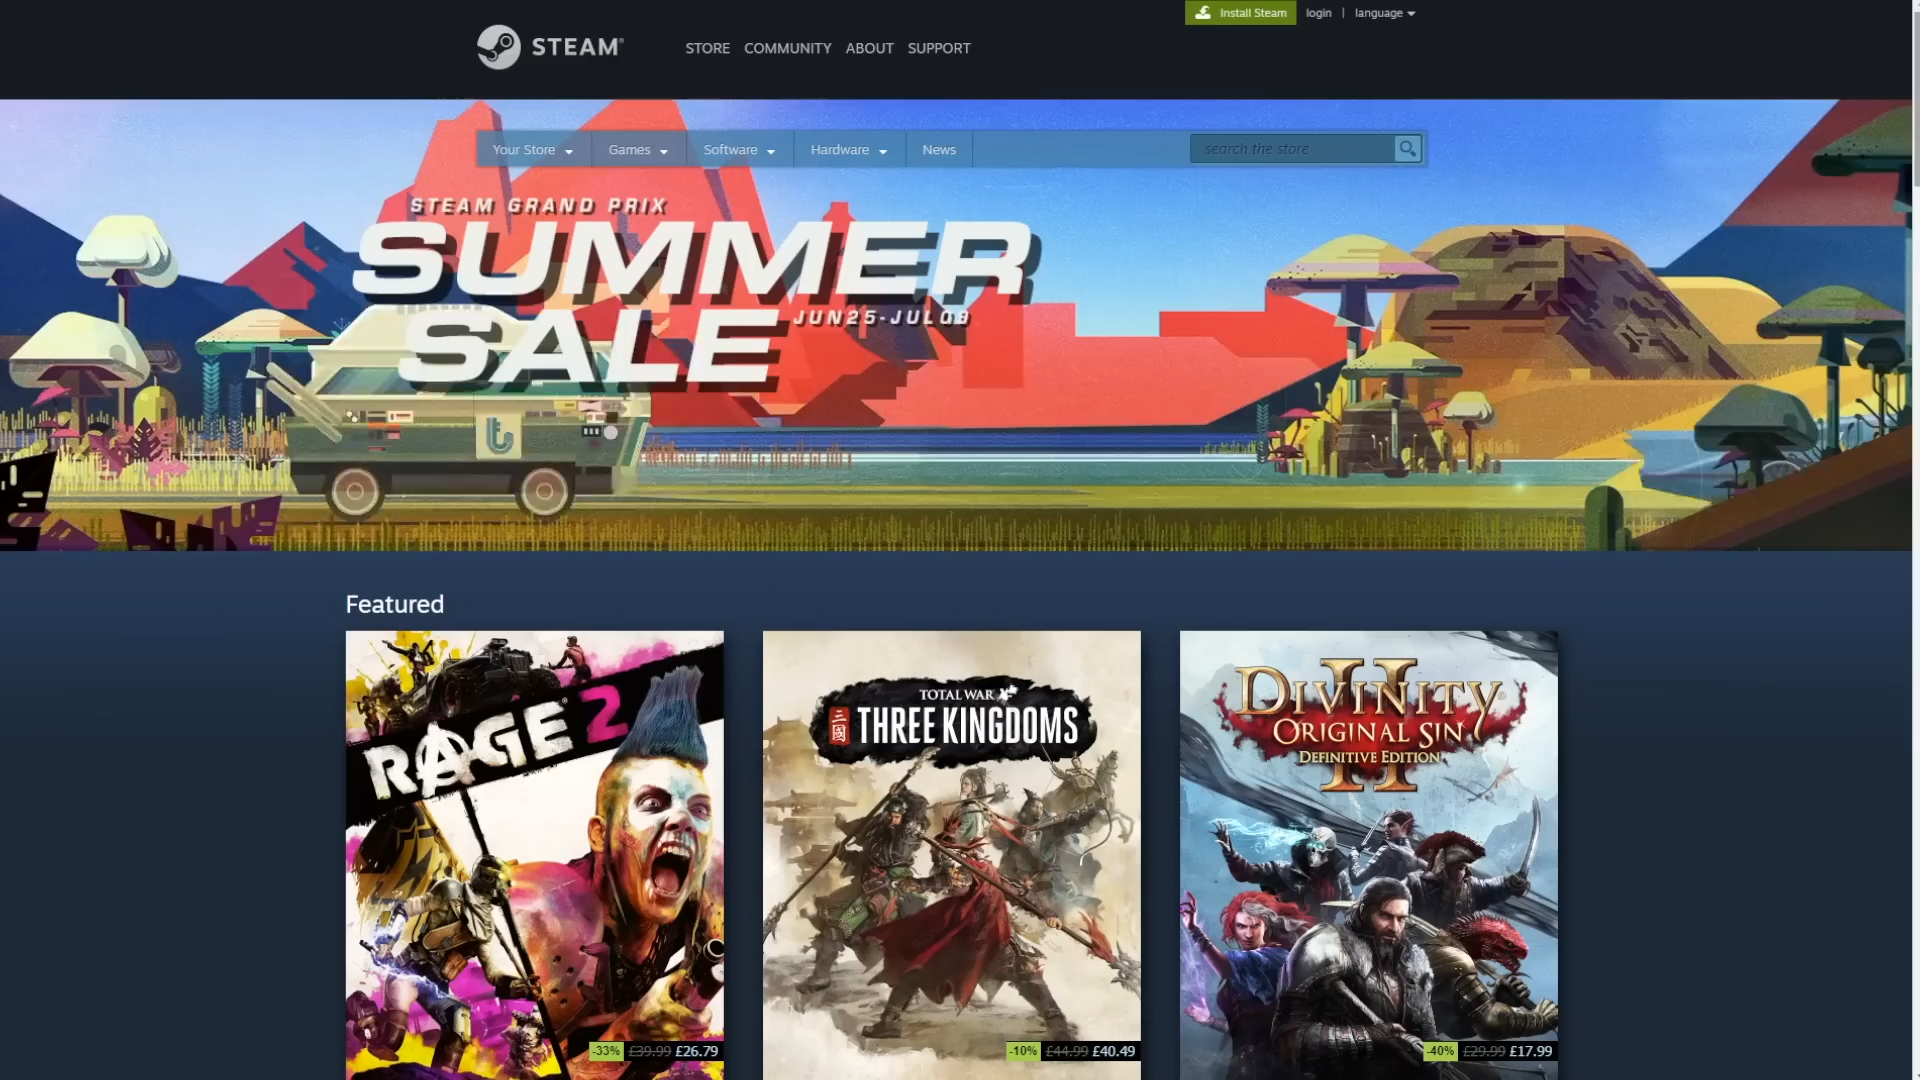 Install Steam login | language
STEAM®
STORE COMMUNITY ABOUT SUPPORT
Your Store Games Software Hardware News
search the store
STEAM GRAND PRIX
SUMMER
SALE
JUN25-JUL09
Featured
RAGE 2
TOTAL WAR
三國
THREE KINGDOMS
DIVINITY
II
ORIGINAL SIN
DEFINITIVE EDITION
-33% £39.99 £26.79
-10% £44.99 £40.49
-40% £29.99 £17.99